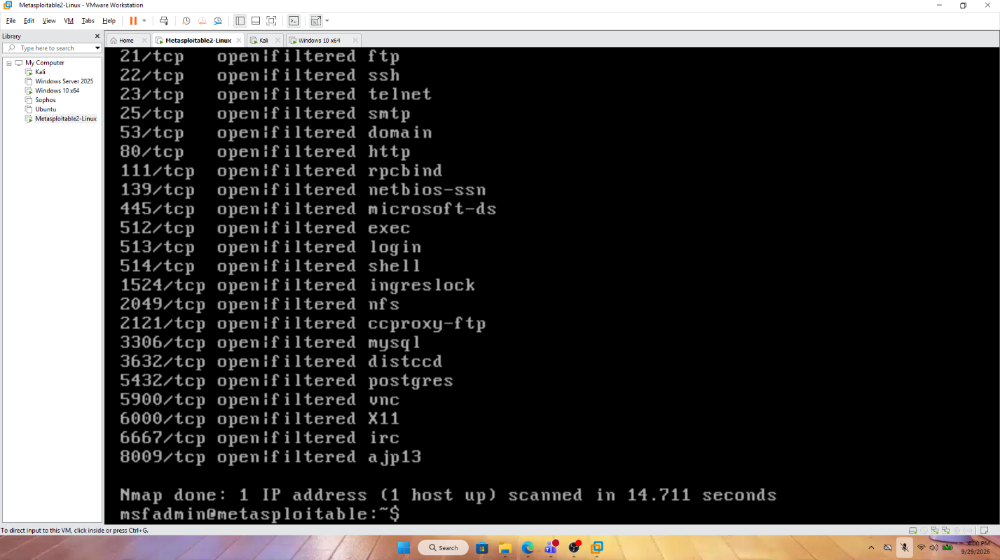 Metasploitable2-Linux - VMware Workstation
File Edit View VM Tabs Help
Library
Type here to search
My Computer
Kali
Windows Server 2025
Windows 10 x64
Sophos
Ubuntu
Metasploitable2-Linux
Home Metasploitable2-Linux Kali Windows 10 x64
21/tcp open|filtered ftp
22/tcp open|filtered ssh
23/tcp open|filtered telnet
25/tcp open|filtered smtp
53/tcp open|filtered domain
80/tcp open|filtered http
111/tcp open|filtered rpcbind
139/tcp open|filtered netbios-ssn
445/tcp open|filtered microsoft-ds
512/tcp open|filtered exec
513/tcp open|filtered login
514/tcp open|filtered shell
1524/tcp open|filtered ingreslock
2049/tcp open|filtered nfs
2121/tcp open|filtered ccproxy-ftp
3306/tcp open|filtered mysql
3632/tcp open|filtered distccd
5432/tcp open|filtered postgres
5900/tcp open|filtered vnc
6000/tcp open|filtered X11
6667/tcp open|filtered irc
8009/tcp open|filtered ajp13
Nmap done: 1 IP address (1 host up) scanned in 14.711 seconds
msfadmin@metasploitable:~$
To direct input to this VM, click inside or press Ctrl+G.
Search
4:00 PM
9/29/2026